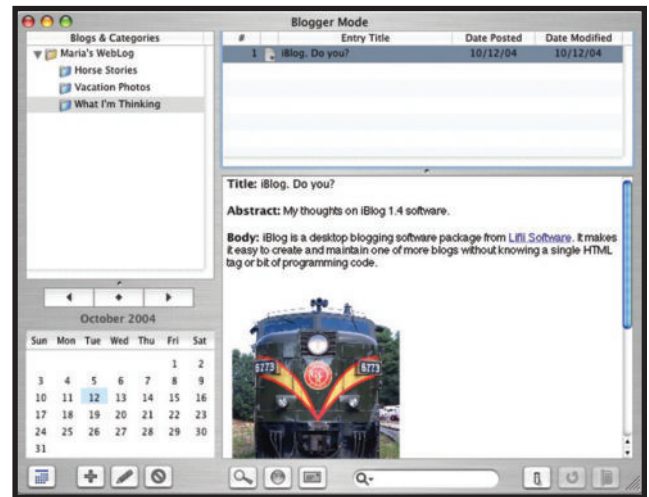 Blogger Mode
Blogs & Categories
Maria's WebLog
Horse Stories
Vacation Photos
What I'm Thinking
# Entry Title Date Posted Date Modified
1 iBlog. Do you? 10/12/04 10/12/04
Title: iBlog. Do you?
Abstract: My thoughts on iBlog 1.4 software.
Body: iBlog is a desktop blogging software package from Lifli Software. It makes
it easy to create and maintain one of more blogs without knowing a single HTML
tag or bit of programming code.
6773 6773
October 2004
Sun Mon Tue Wed Thu Fri Sat
1 2
3 4 5 6 7 8 9
10 11 12 13 14 15 16
17 18 19 20 21 22 23
24 25 26 27 28 29 30
31